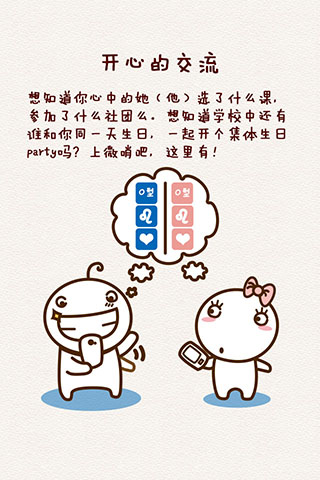 开心的交流
想知道你心中的她（他）选了什么课，
参加了什么社团么。想知道学校中还有
谁和你同一天生日，一起开个集体生日
party吗？上微哨吧，这里有！
O型 O型